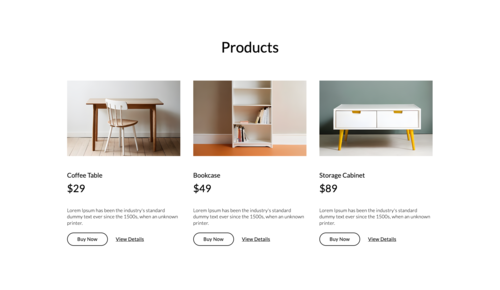 Products
Coffee Table
$29
Lorem Ipsum has been the industry's standard
dummy text ever since the 1500s, when an unknown
printer.
Buy Now
View Details
Bookcase
$49
Lorem Ipsum has been the industry's standard
dummy text ever since the 1500s, when an unknown
printer.
Buy Now
View Details
Storage Cabinet
$89
Lorem Ipsum has been the industry's standard
dummy text ever since the 1500s, when an unknown
printer.
Buy Now
View Details